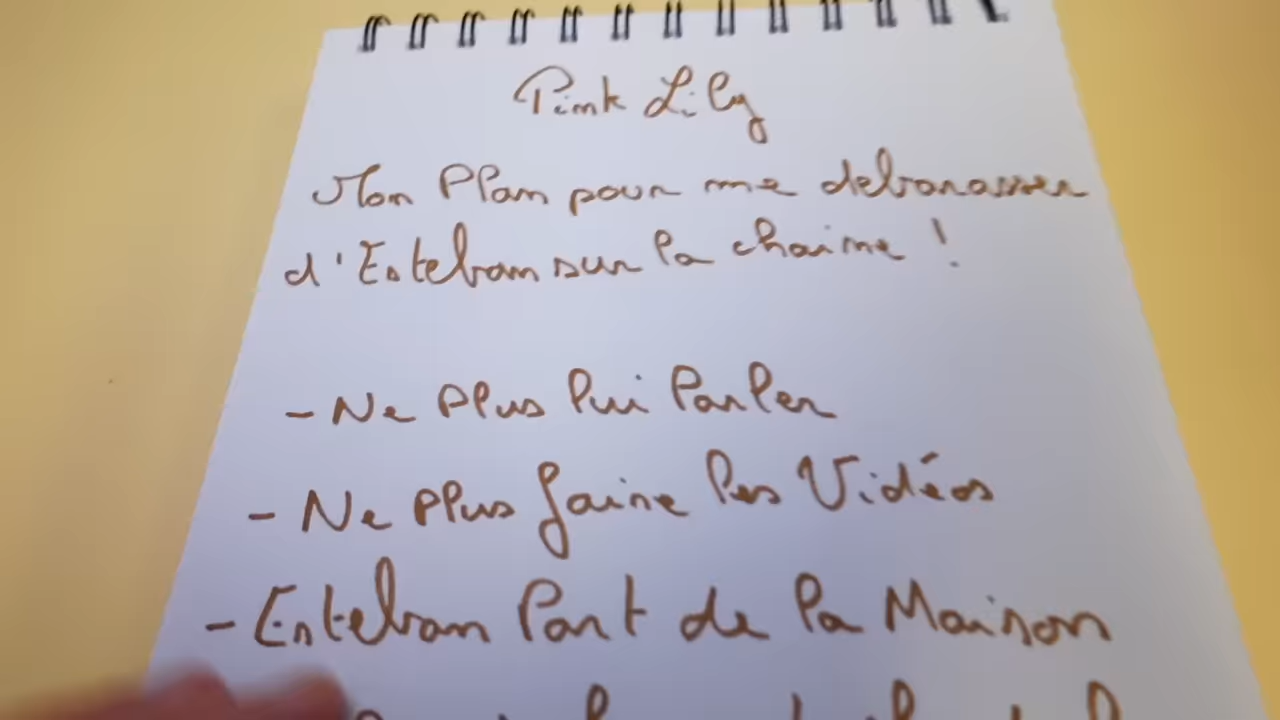 Pink Lily
Mon Plan pour me debarasser
d'Esteban sur la chaine !
- Ne Plus lui Parler
- Ne Plus faire les Vidéos
- Esteban Part de la Maison